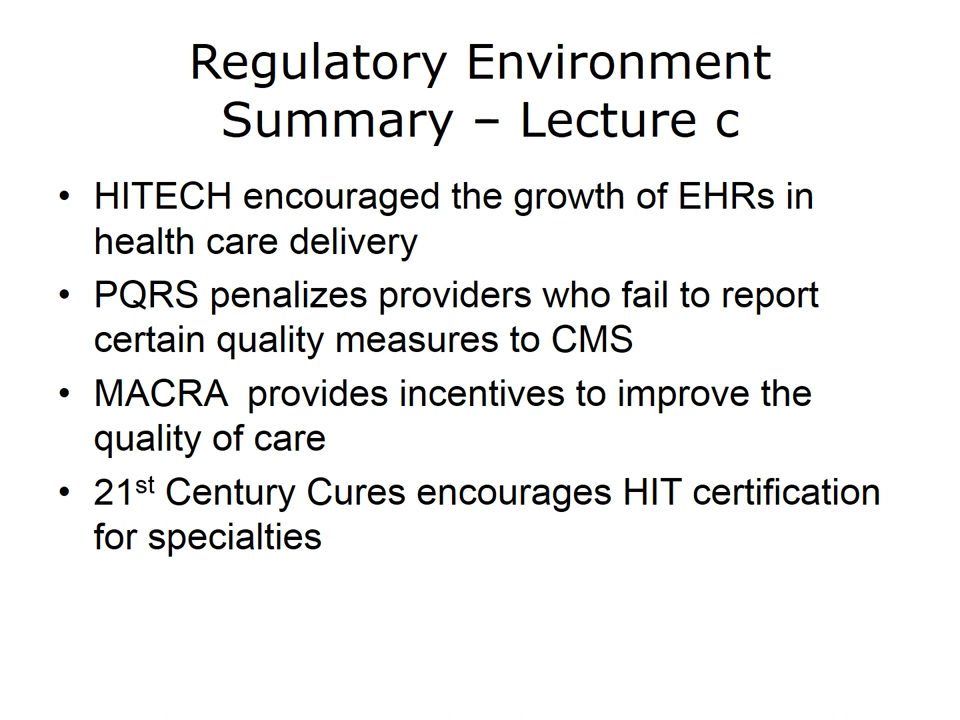 Regulatory Environment
Summary – Lecture c
• HITECH encouraged the growth of EHRs in
health care delivery
• PQRS penalizes providers who fail to report
certain quality measures to CMS
• MACRA  provides incentives to improve the
quality of care
• 21st Century Cures encourages HIT certification
for specialties